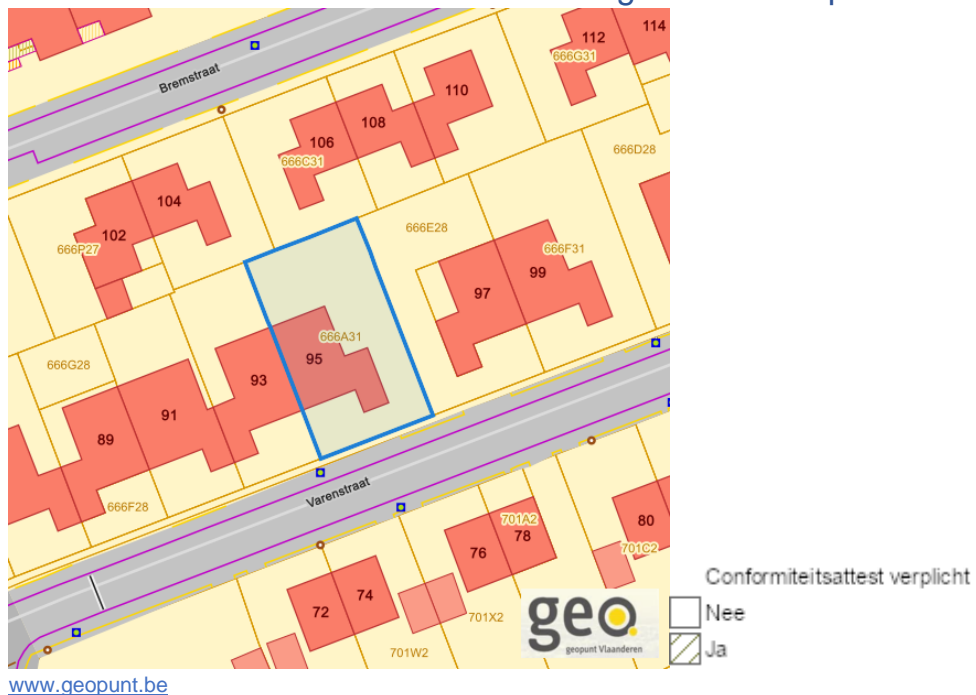 112
114
666G31
Bremstraat
110
108
106
666C31
666D28
104
102
666P27
666E28
666F31
99
97
666A31
95
93
666G28
91
89
666F28
Varenstraat
701A2
78
76
80
701C2
74
72
701X2
701W2
geo.
geopunt Vlaanderen
Conformiteitsattest verplicht
Nee
Ja
www.geopunt.be